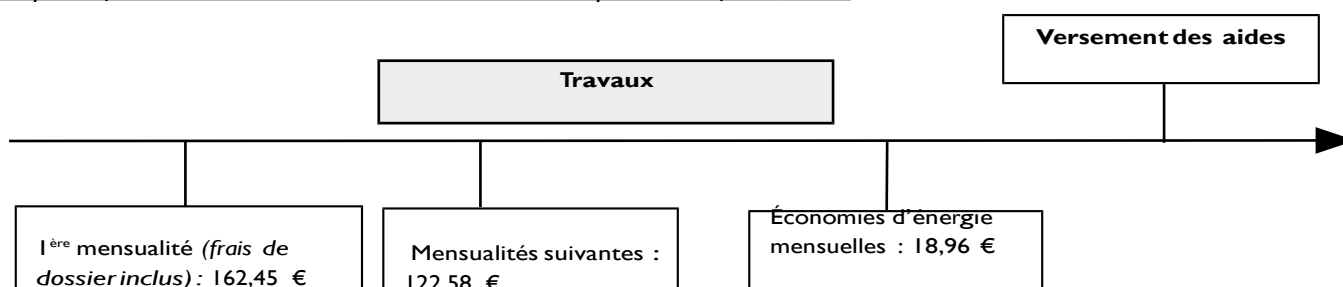 Versement des aides
Travaux
1ère mensualité (frais de
dossier inclus) : 162,45 €
Mensualités suivantes :
122,58 €
Économies d'énergie
mensuelles : 18,96 €